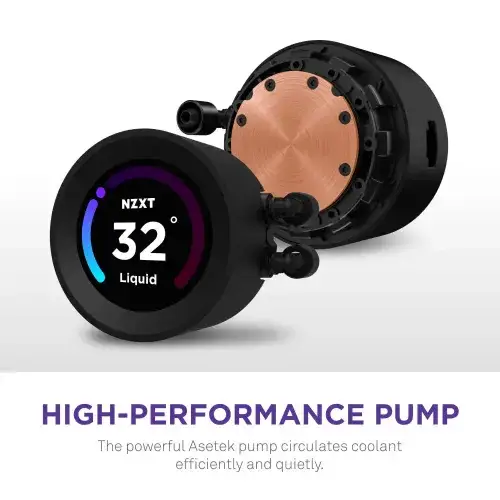 NZXT
32°
Liquid
HIGH-PERFORMANCE PUMP
The powerful Asetek pump circulates coolant
efficiently and quietly.